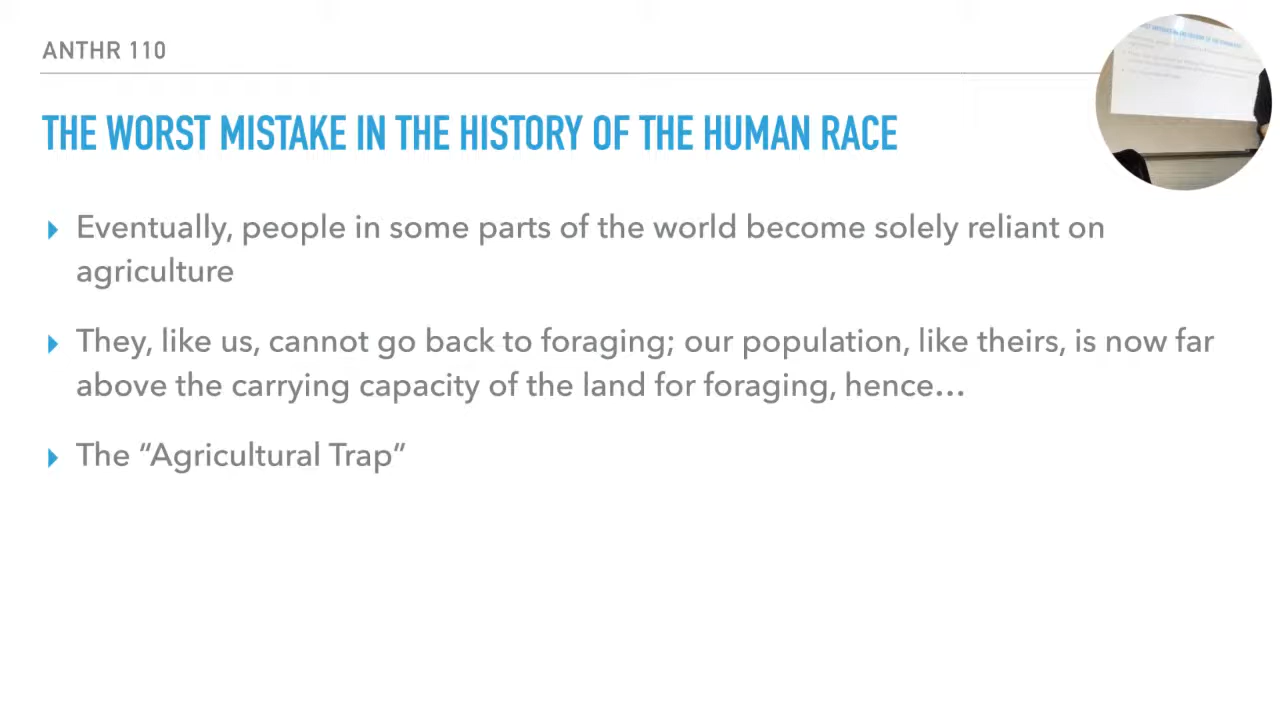 ANTHR 110
THE WORST MISTAKE IN THE HISTORY OF THE HUMAN RACE
Eventually, people in some parts of the world become solely reliant on
agriculture
They, like us, cannot go back to foraging; our population, like theirs, is now far
above the carrying capacity of the land for foraging, hence…
The “Agricultural Trap”